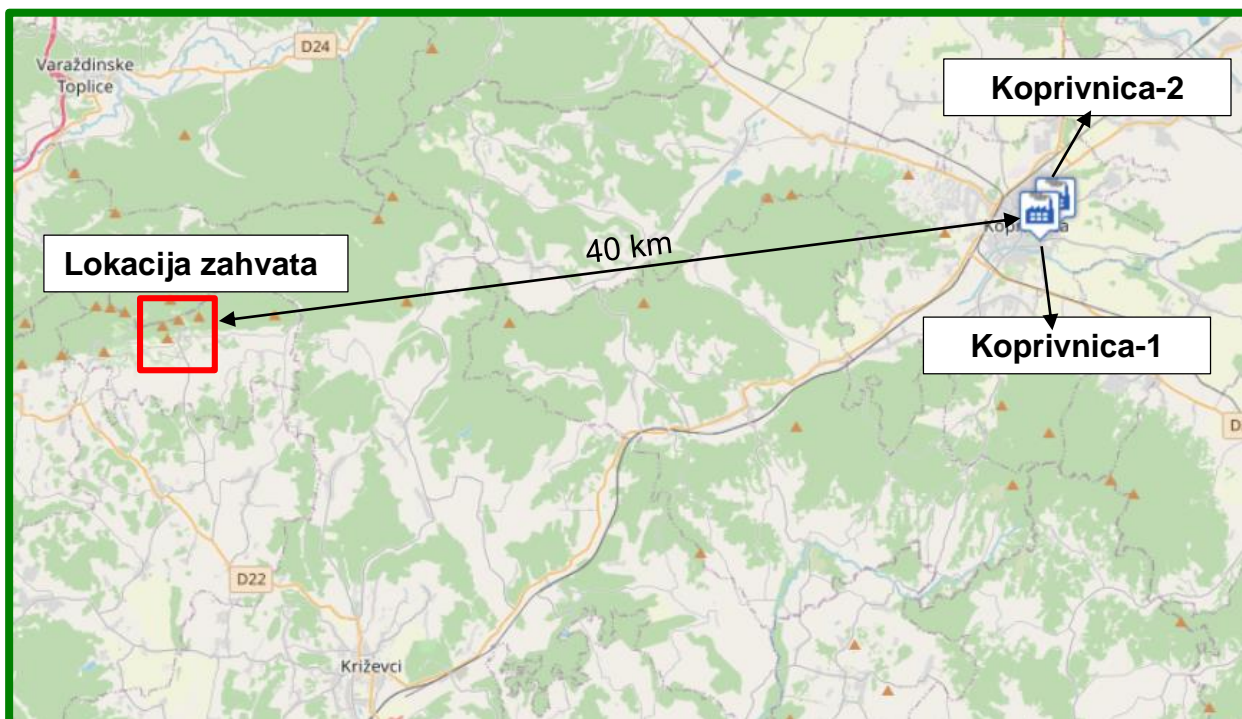 D24
Varaždinske
Toplice
Koprivnica-2
Lokacija zahvata
40 km
Koprivnica-1
D22
Križevci